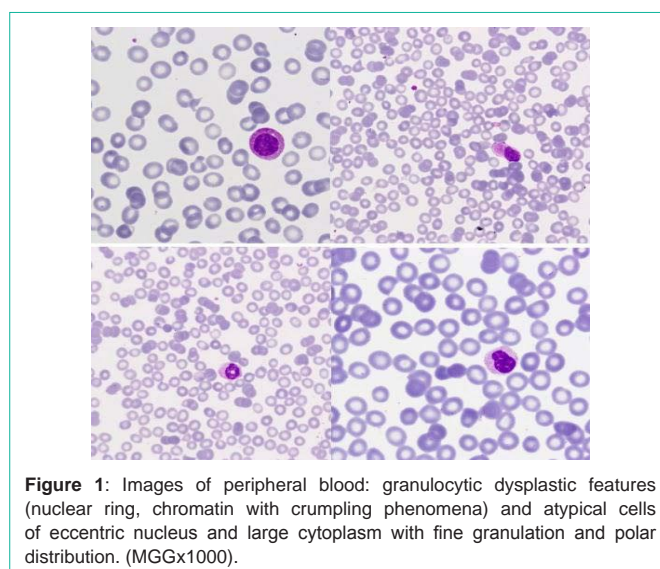 Figure 1: Images of peripheral blood: granulocytic dysplastic features
(nuclear ring, chromatin with crumpling phenomena) and atypical cells
of eccentric nucleus and large cytoplasm with fine granulation and polar
distribution. (MGGx1000).